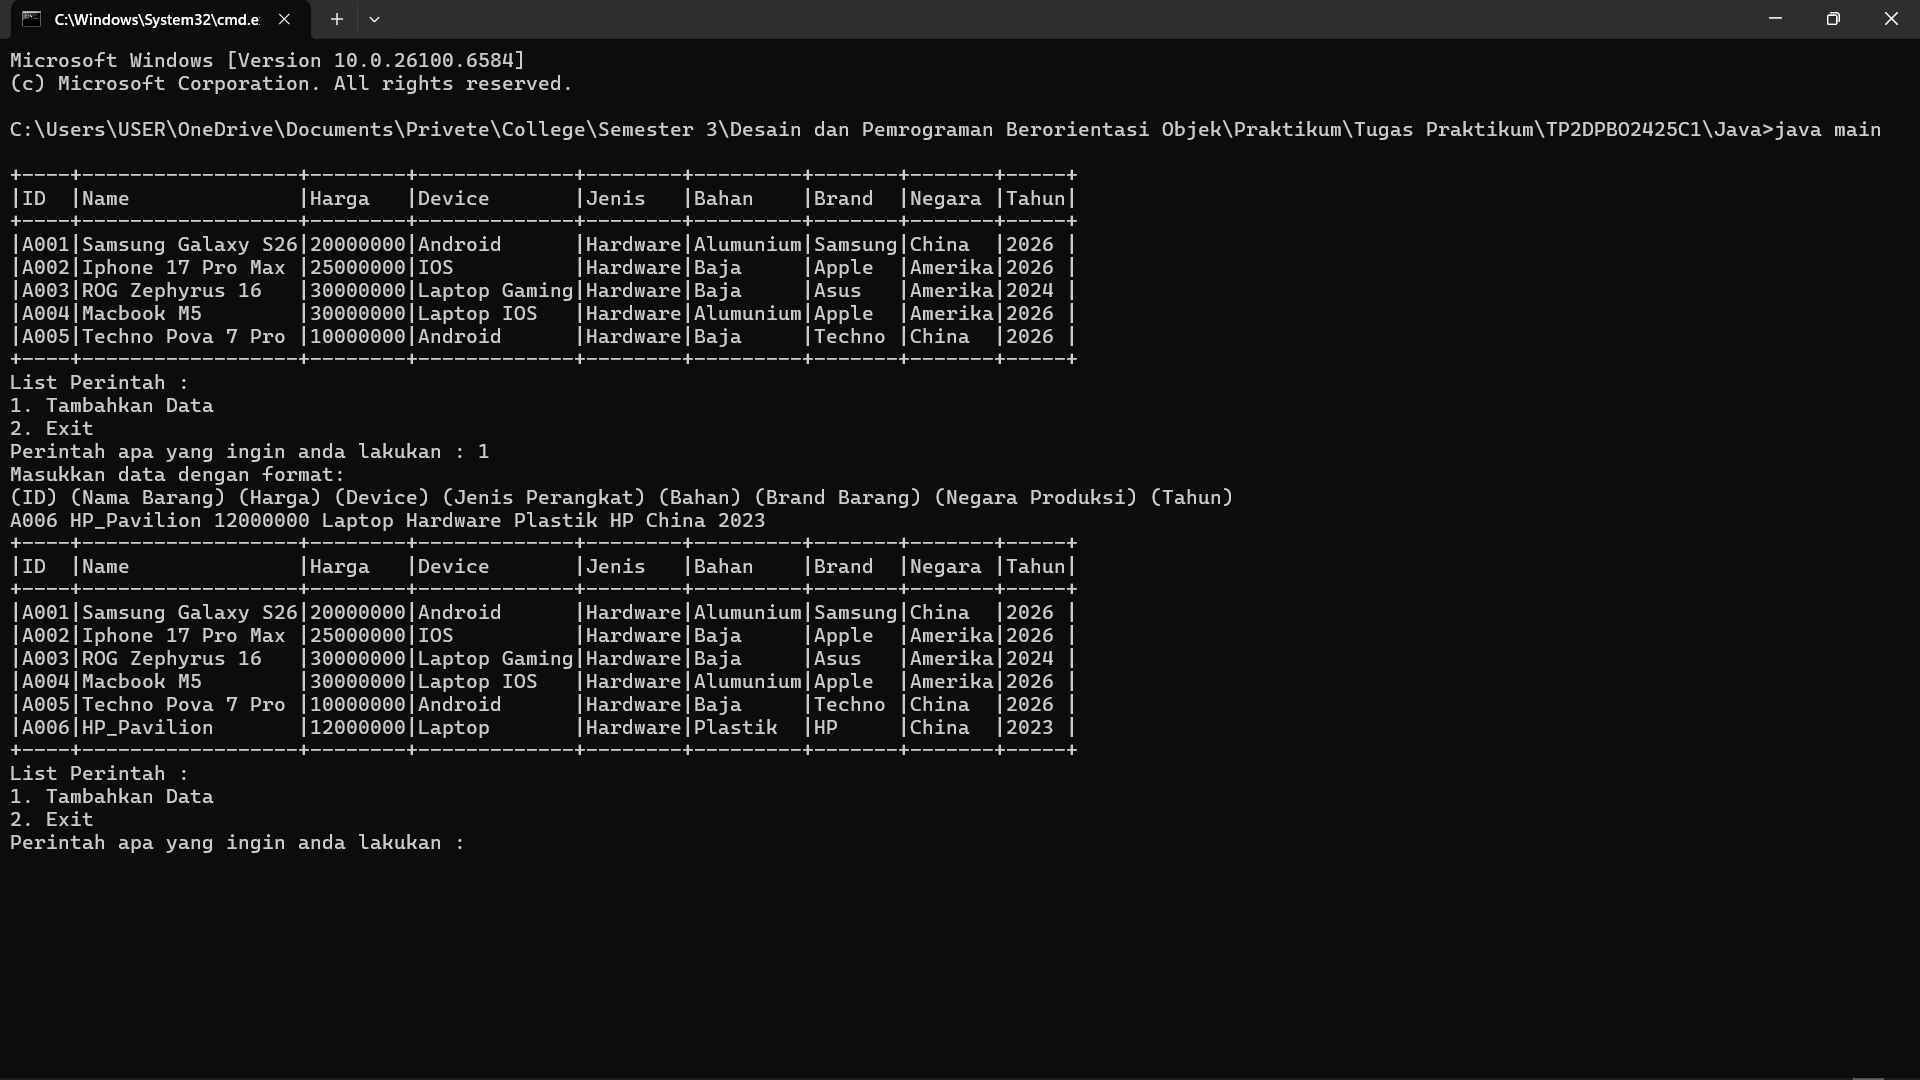 C:\Windows\System32\cmd.e
Microsoft Windows [Version 10.0.26100.6584]
(c) Microsoft Corporation. All rights reserved.
C:\Users\USER\OneDrive\Documents\Privete\College\Semester 3\Desain dan Pemrograman Berorientasi Objek\Praktikum\Tugas Praktikum\TP2DPBO2425C1\Java>java main
+----+------------------+--------+-------------+--------+---------+-------+-------+-----+
|ID  |Name              |Harga   |Device       |Jenis   |Bahan    |Brand  |Negara |Tahun|
+----+------------------+--------+-------------+--------+---------+-------+-------+-----+
|A001|Samsung Galaxy S26|20000000|Android      |Hardware|Alumunium|Samsung|China  |2026 |
|A002|Iphone 17 Pro Max |25000000|IOS          |Hardware|Baja     |Apple  |Amerika|2026 |
|A003|ROG Zephyrus 16   |30000000|Laptop Gaming|Hardware|Baja     |Asus   |Amerika|2024 |
|A004|Macbook M5        |30000000|Laptop IOS   |Hardware|Alumunium|Apple  |Amerika|2026 |
|A005|Techno Pova 7 Pro |10000000|Android      |Hardware|Baja     |Techno |China  |2026 |
+----+------------------+--------+-------------+--------+---------+-------+-------+-----+
List Perintah :
1. Tambahkan Data
2. Exit
Perintah apa yang ingin anda lakukan : 1
Masukkan data dengan format:
(ID) (Nama Barang) (Harga) (Device) (Jenis Perangkat) (Bahan) (Brand Barang) (Negara Produksi) (Tahun)
A006 HP_Pavilion 12000000 Laptop Hardware Plastik HP China 2023
+----+------------------+--------+-------------+--------+---------+-------+-------+-----+
|ID  |Name              |Harga   |Device       |Jenis   |Bahan    |Brand  |Negara |Tahun|
+----+------------------+--------+-------------+--------+---------+-------+-------+-----+
|A001|Samsung Galaxy S26|20000000|Android      |Hardware|Alumunium|Samsung|China  |2026 |
|A002|Iphone 17 Pro Max |25000000|IOS          |Hardware|Baja     |Apple  |Amerika|2026 |
|A003|ROG Zephyrus 16   |30000000|Laptop Gaming|Hardware|Baja     |Asus   |Amerika|2024 |
|A004|Macbook M5        |30000000|Laptop IOS   |Hardware|Alumunium|Apple  |Amerika|2026 |
|A005|Techno Pova 7 Pro |10000000|Android      |Hardware|Baja     |Techno |China  |2026 |
|A006|HP_Pavilion       |12000000|Laptop       |Hardware|Plastik  |HP     |China  |2023 |
+----+------------------+--------+-------------+--------+---------+-------+-------+-----+
List Perintah :
1. Tambahkan Data
2. Exit
Perintah apa yang ingin anda lakukan :